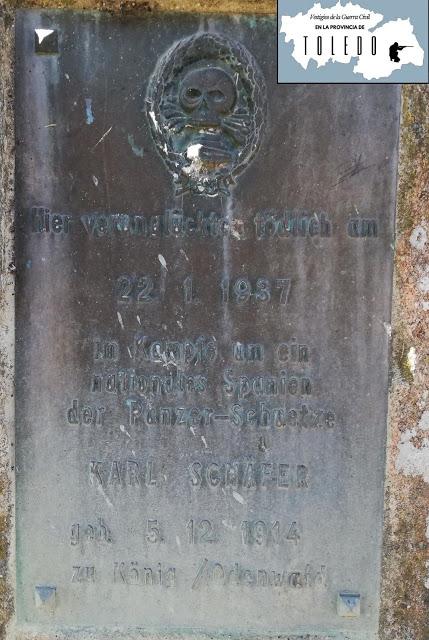 Vestigios de la Guerra Civil
EN LA PROVINCIA DE
TOLEDO
Hier verunglückte tödlich am
22. 1. 1937
im Kampfe um ein
nationales Spanien
der Panzer-Schuetze
KARL SCHÄFER
geb. 5. 12. 1914
zu König /Odenwald